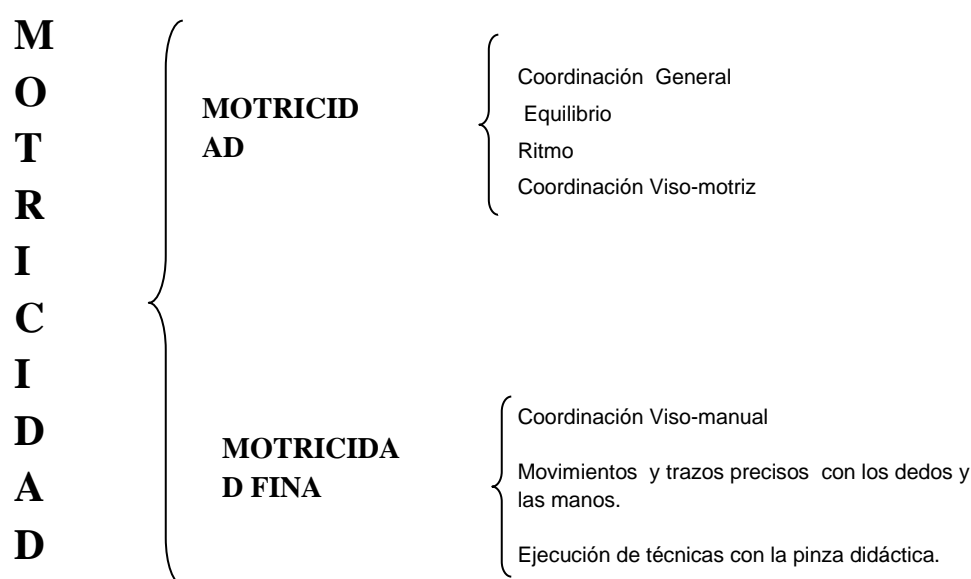 M
O
T
R
I
C
I
D
A
D
MOTRICID
AD
Coordinación General
Equilibrio
Ritmo
Coordinación Viso-motriz
MOTRICIDA
D FINA
Coordinación Viso-manual
Movimientos y trazos precisos con los dedos y
las manos.
Ejecución de técnicas con la pinza didáctica.